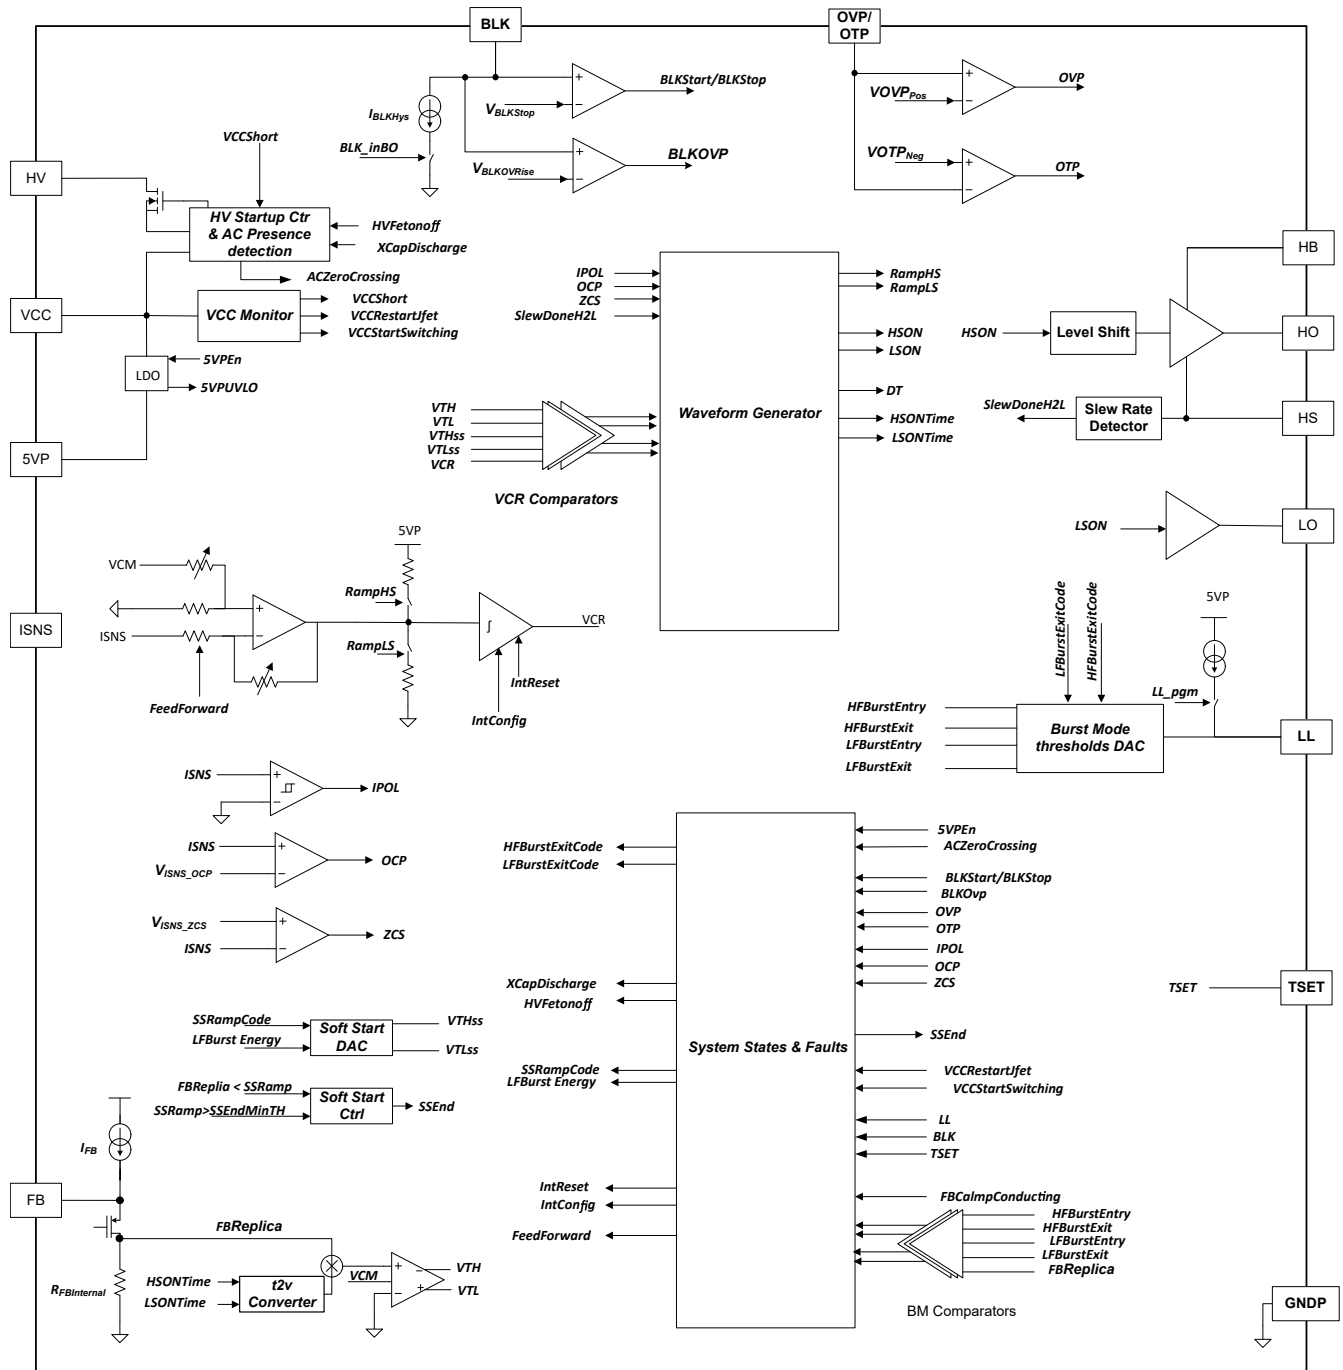 BLK
OVP/
OTP
BLKStart/BLKStop
OVP
VOVPPos
IBLKHys
VBLKStop
VCCShort
BLK_inBO
BLKOVP
VOTPNeg
OTP
VBLKOVRise
HV
HV Startup Ctr
& AC Presence
detection
HVFetonoff
XCapDischarge
ACZeroCrossing
HB
VCC
VCC Monitor
VCCShort
VCCRestartJfet
VCCStartSwitching
LDO
5VPEn
5VPUVLO
5VP
IPOL
OCP
ZCS
SlewDoneH2L
Waveform Generator
RampHS
RampLS
HSON
LSON
DT
HSONTime
LSONTime
VTH
VTL
VTHss
VTLss
VCR
VCR Comparators
HSON
Level Shift
HO
SlewDoneH2L
Slew Rate
Detector
HS
LSON
LO
ISNS
VCM
ISNS
FeedForward
5VP
RampHS
RampLS
∫
VCR
IntReset
IntConfig
LFBurstExitCode
HFBurstExitCode
5VP
LL_pgm
HFBurstEntry
HFBurstExit
LFBurstEntry
LFBurstExit
Burst Mode
thresholds DAC
LL
ISNS
IPOL
ISNS
VISNS_OCP
OCP
VISNS_ZCS
ISNS
ZCS
HFBurstExitCode
LFBurstExitCode
XCapDischarge
HVFetonoff
SSRampCode
LFBurst Energy
IntReset
IntConfig
FeedForward
System States & Faults
5VPEn
ACZeroCrossing
BLKStart/BLKStop
BLKOvp
OVP
OTP
IPOL
OCP
ZCS
SSEnd
VCCRestartJfet
VCCStartSwitching
LL
BLK
TSET
FBCalmpConducting
HFBurstEntry
HFBurstExit
LFBurstEntry
LFBurstExit
FBReplica
BM Comparators
TSET
TSET
SSRampCode
LFBurst Energy
Soft Start
DAC
VTHss
VTLss
FBReplia < SSRamp
SSRamp>SSEndMinTH
Soft Start
Ctrl
SSEnd
IFB
FB
FBReplica
RFBInternal
HSONTime
LSONTime
t2v
Converter
VCM
VTH
VTL
GNDP